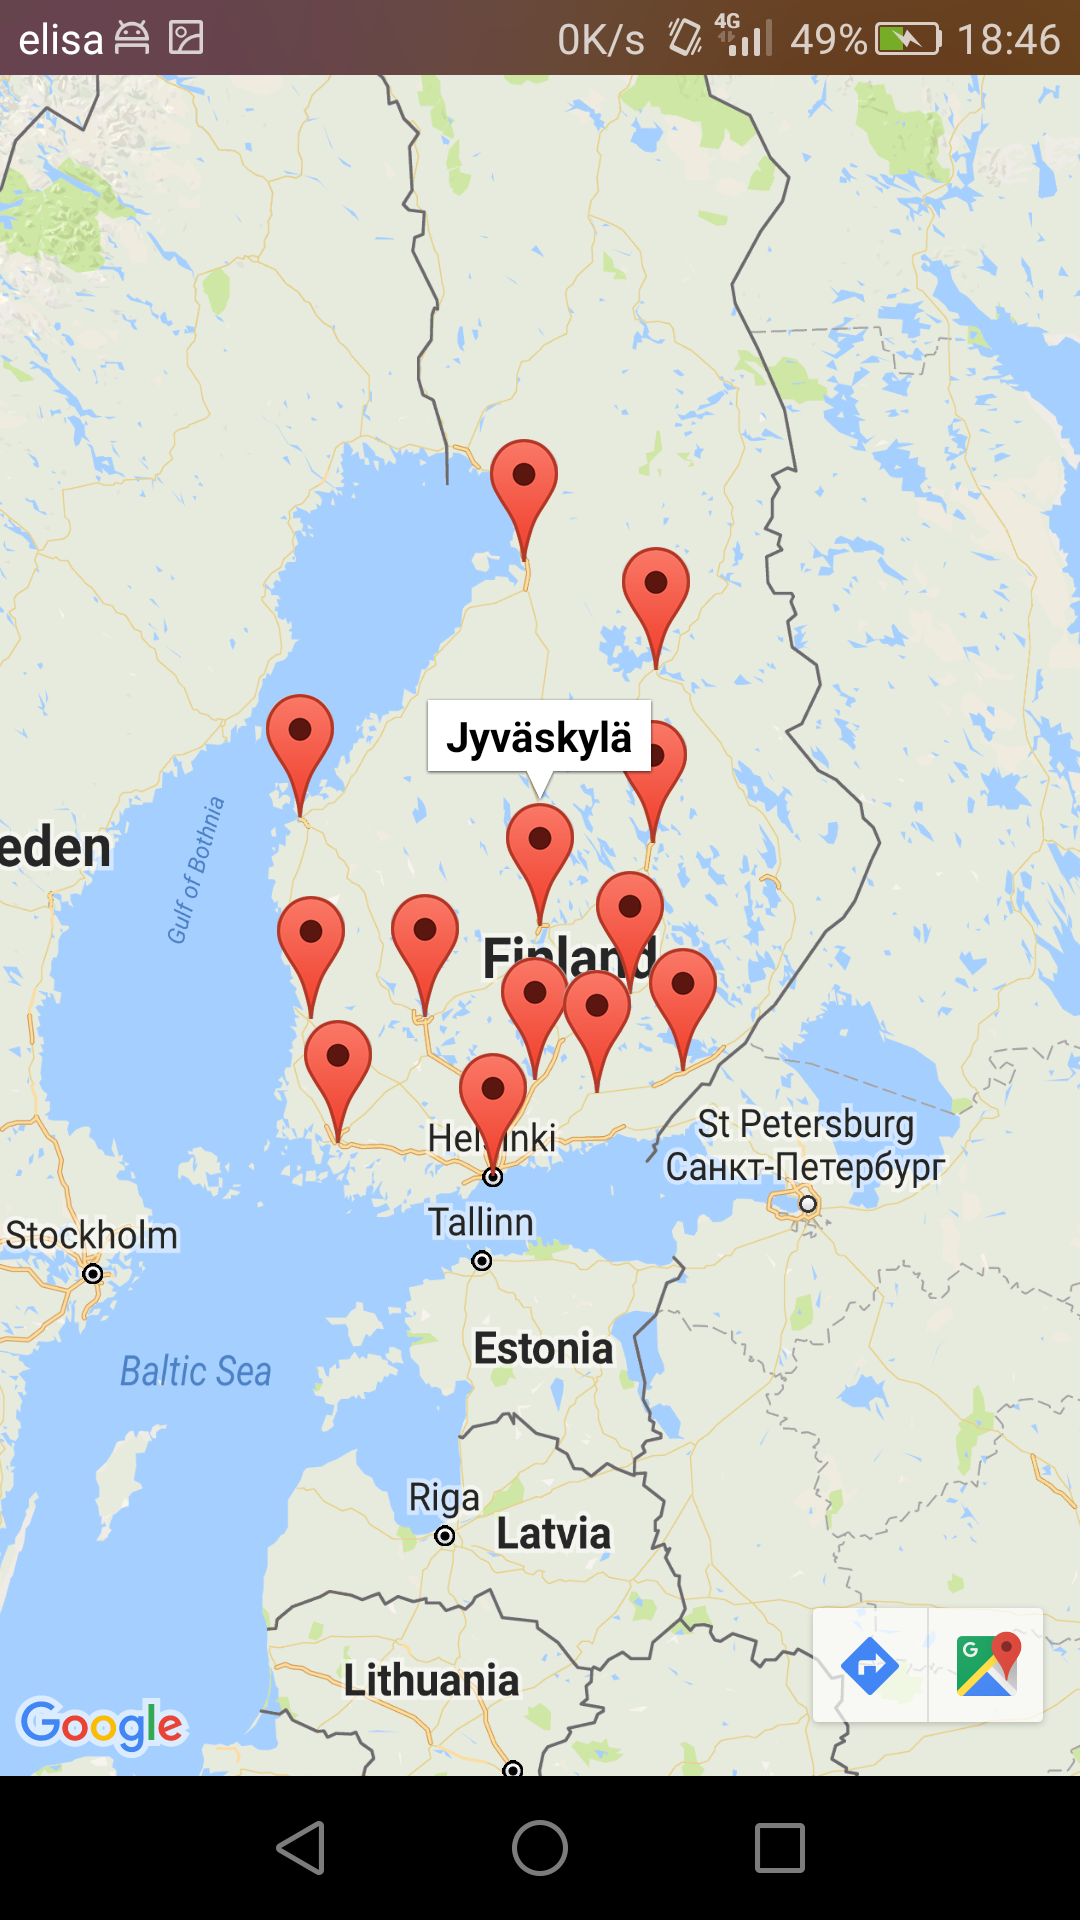 elisa 0K/s 4G 49% 18:46
Jyväskylä
Gulf of Bothnia
eden
Finland
Helsinki
St Petersburg
Санкт-Петербург
Tallinn
Stockholm
Estonia
Baltic Sea
Riga
Latvia
Lithuania
G
Google